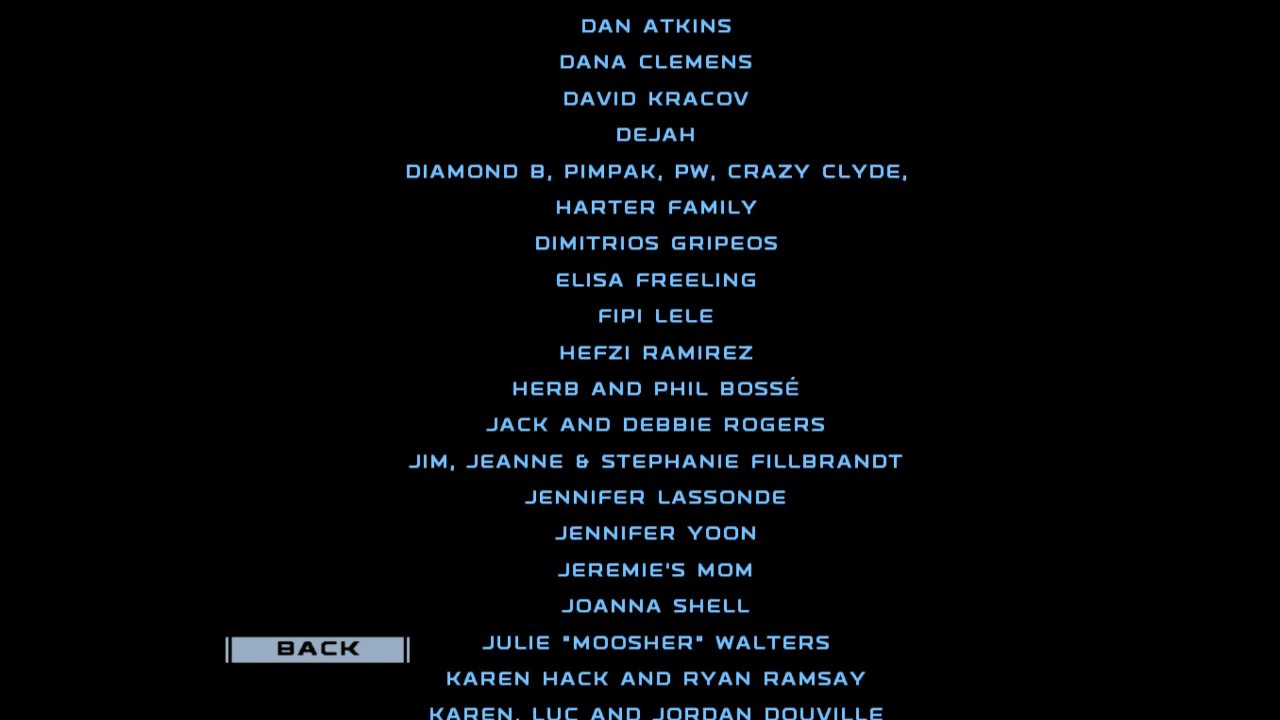 DAN ATKINS
DANA CLEMENS
DAVID KRACOV
DEJAH
DIAMOND B, PIMPAK, PW, CRAZY CLYDE,
HARTER FAMILY
DIMITRIOS GRIPEOS
ELISA FREELING
FIPI LELE
HEFZI RAMIREZ
HERB AND PHIL BOSSÉ
JACK AND DEBBIE ROGERS
JIM, JEANNE & STEPHANIE FILLBRANDT
JENNIFER LASSONDE
JENNIFER YOON
JEREMIE'S MOM
JOANNA SHELL
JULIE "MOOSHER" WALTERS
BACK
KAREN HACK AND RYAN RAMSAY
KAREN, LUC AND JORDAN DOUVILLE